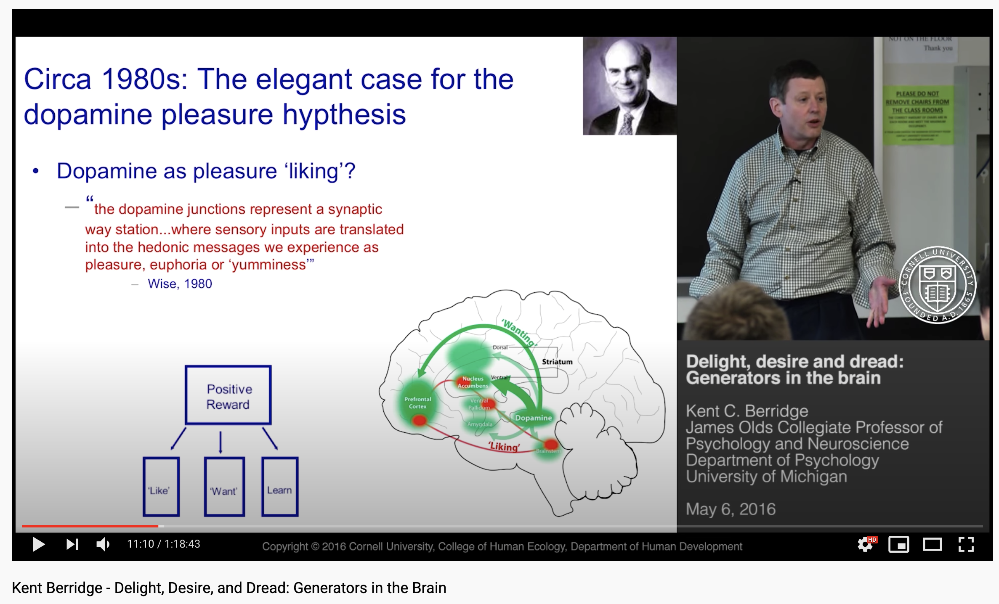 Circa 1980s: The elegant case for the
dopamine pleasure hypthesis
• Dopamine as pleasure ‘liking’?
— “the dopamine junctions represent a synaptic
way station...where sensory inputs are translated
into the hedonic messages we experience as
pleasure, euphoria or ‘yumminess’”
– Wise, 1980
Positive
Reward
‘Like’
‘Want’
Learn
‘Wanting’
Dorsal
Striatum
Ventral
Nucleus
Accumbens
Prefrontal
Cortex
Ventral
Pallidum
Dopamine
Amygdala
‘Liking’
Brainstem
NOT ON THE FLOOR
Thank you
PLEASE DO NOT
REMOVE CHAIRS FROM
THE CLASS ROOMS
CORNELL UNIVERSITY
FOUNDED A.D. 1865
Delight, desire and dread:
Generators in the brain
Kent C. Berridge
James Olds Collegiate Professor of
Psychology and Neuroscience
Department of Psychology
University of Michigan
May 6, 2016
11:10 / 1:18:43
Copyright © 2016 Cornell University, College of Human Ecology, Department of Human Development
HD
Kent Berridge - Delight, Desire, and Dread: Generators in the Brain